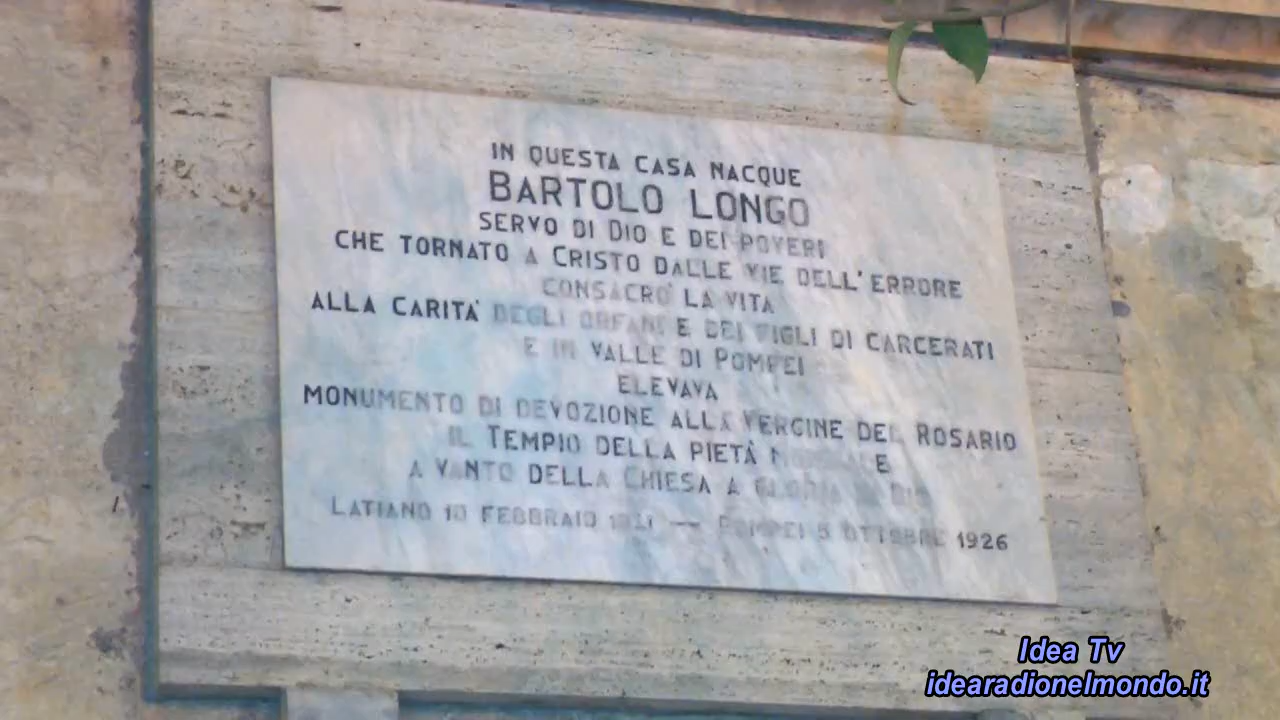 IN QUESTA CASA NACQUE
BARTOLO LONGO
SERVO DI DIO E DEI POVERI
CHE TORNATO A CRISTO DALLE VIE DELL'ERRORE
CONSACRO' LA VITA
ALLA CARITA' DEGLI ORFANI E DEI FIGLI DI CARCERATI
E IN VALLE DI POMPEI
ELEVAVA
MONUMENTO DI DEVOZIONE ALLA VERGINE DEL ROSARIO
IL TEMPIO DELLA PIETÀ
A VANTO DELLA CHIESA A GLORIA DI DIO
LATIANO 10 FEBBRAIO — POMPEI 5 OTTOBRE 1926
Idea Tv
idearadionelmondo.it